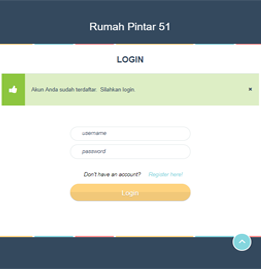 Rumah Pintar 51
LOGIN
Akun Anda sudah terdaftar. Silahkan login. ×
username
password
Don't have an account? Register here!
Login